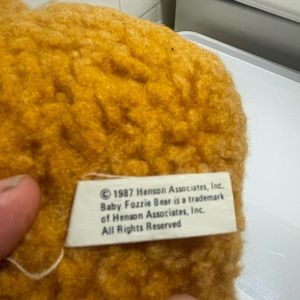 © 1987 Henson Associates, Inc.
Baby Fozzie Bear is a trademark
of Henson Associates, Inc.
All Rights Reserved